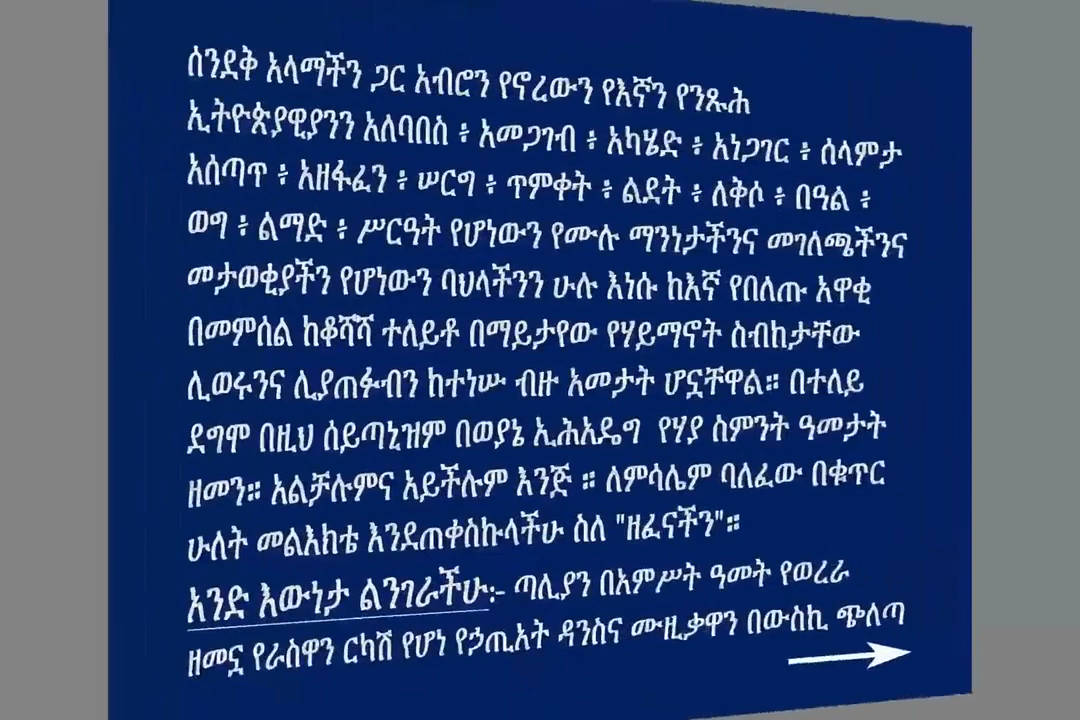 ሰንደቅ አላማችን ጋር አብሮን የኖረውን የእኛን የንጹሕ
ኢትዮጵያዊያንን አለባበስ ፥ አመጋገብ ፥ አካሄድ ፥ አነጋገር ፥ ሰላምታ
አሰጣጥ ፥ አዘፋፈን ፥ ሠርግ ፥ ጥምቀት ፥ ልደት ፥ ለቅሶ ፥ በዓል ፥
ወግ ፥ ልማድ ፥ ሥርዓት የሆነውን የሙሉ ማንነታችንና መገለጫችንና
መታወቂያችን የሆነውን ባህላችንን ሁሉ እነሱ ከእኛ የበለጡ አዋቂ
በመምሰል ከቆሻሻ ተለይቶ በማይታየው የሃይማኖት ስብከታቸው
ሊወሩንና ሊያጠፉብን ከተነሡ ብዙ አመታት ሆኗቸዋል። በተለይ
ደግሞ በዚህ ሰይጣኒዝም በወያኔ ኢሕአዴግ የሃያ ስምንት ዓመታት
ዘመን። አልቻሉምና አይችሉም እንጅ ። ለምሳሌም ባለፈው በቁጥር
ሁለት መልእክቴ እንደጠቀስኩላችሁ ስለ "ዘፈናችን"።
አንድ እውነታ ልንገራችሁ፦ ጣሊያን በአምሥት ዓመት የወረራ
ዘመኗ የራስዋን ርካሽ የሆነ የኃጢአት ዳንስና ሙዚቃዋን በውስኪ ጭለጣ